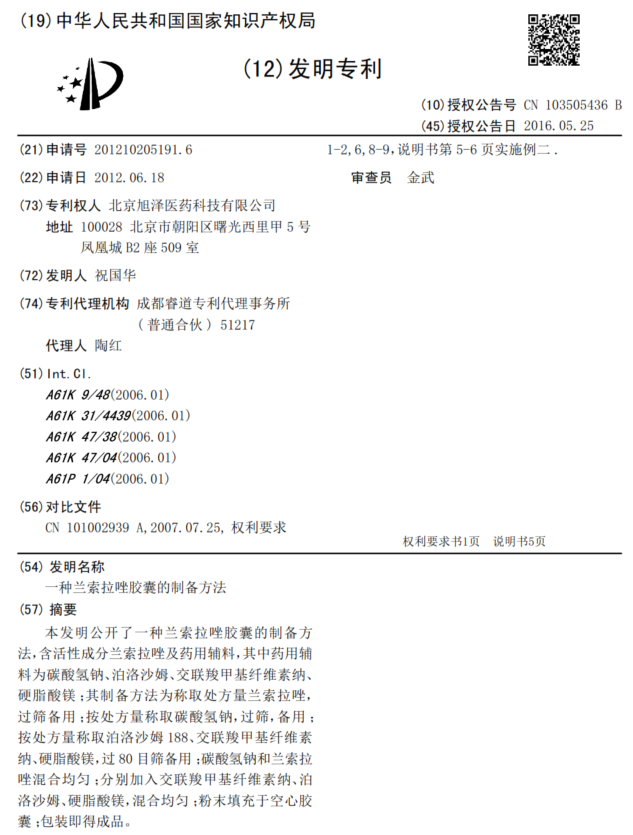 (19)中华人民共和国国家知识产权局
(12)发明专利
(10)授权公告号 CN 103505436 B
(45)授权公告日 2016.05.25
(21)申请号 201210205191.6
(22)申请日 2012.06.18
(73)专利权人 北京旭泽医药科技有限公司
地址 100028 北京市朝阳区曙光西里甲5号
凤凰城B2座509室
(72)发明人 祝国华
(74)专利代理机构 成都睿道专利代理事务所
(普通合伙) 51217
代理人 陶红
(51)Int.Cl.
A61K 9/48(2006.01)
A61K 31/4439(2006.01)
A61K 47/38(2006.01)
A61K 47/04(2006.01)
A61P 1/04(2006.01)
(56)对比文件
CN 101002939 A,2007.07.25, 权利要求
1-2,6,8-9,说明书第5-6页实施例二.
审查员 金武
权利要求书1页 说明书5页
(54)发明名称
一种兰索拉唑胶囊的制备方法
(57)摘要
本发明公开了一种兰索拉唑胶囊的制备方
法,含活性成分兰索拉唑及药用辅料,其中药用辅
料为碳酸氢钠、泊洛沙姆、交联羧甲基纤维素纳、
硬脂酸镁;其制备方法为称取处方量兰索拉唑,
过筛备用;按处方量称取碳酸氢钠,过筛,备用;
按处方量称取泊洛沙姆188、交联羧甲基纤维素
纳、硬脂酸镁,过80目筛备用;碳酸氢钠和兰索拉
唑混合均匀;分别加入交联羧甲基纤维素纳、泊
洛沙姆、硬脂酸镁,混合均匀;粉末填充于空心胶
囊;包装即得成品。